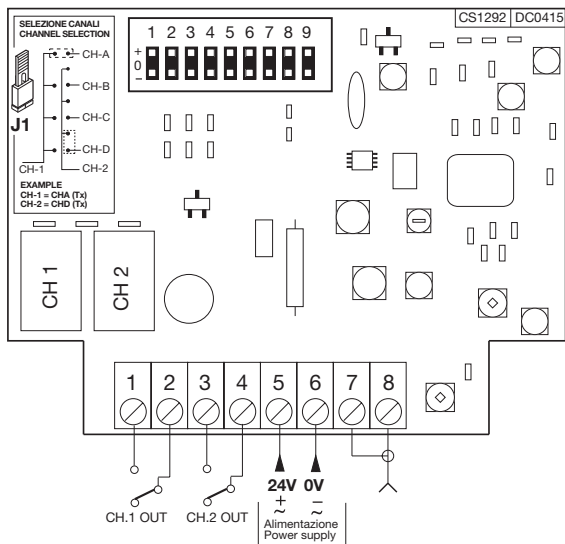 SELEZIONE CANALI
CHANNEL SELECTION
CH-A
CH-B
CH-C
CH-D
J1
CH-1
CH-2
EXAMPLE
CH-1 = CHA (Tx)
CH-2 = CHD (Tx)
1 2 3 4 5 6 7 8 9
+
0
–
CS1292 DC0415
CH 1
CH 2
1 2 3 4 5 6 7 8
24V 0V
+ –
~ ~
CH.1 OUT
CH.2 OUT
Alimentazione
Power supply